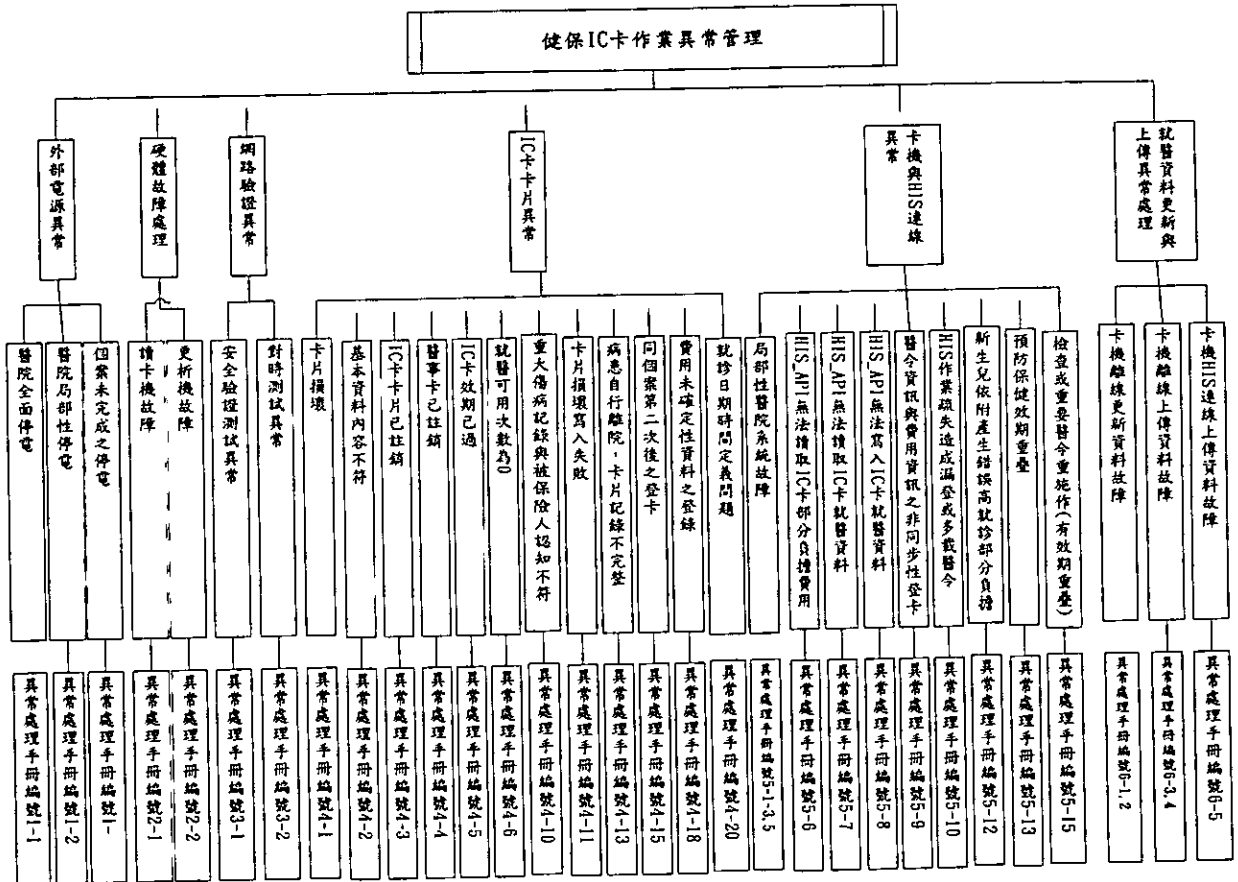 健保IC卡作業異常管理
外部電源異常
硬體故障處理
網路驗證異常
IC卡卡片異常
卡機與HIS連線
異常
就醫資料更新與
上傳異常處理
醫院全面停電
醫院局部性停電
個案未完成之停電
讀卡機故障
更析機故障
安全驗證測試異常
對時測試異常
卡片損壞
基本資料內容不符
IC卡卡片已註銷
醫事卡已註銷
IC卡效期已過
就醫可用次數為0
重大傷病記錄與被保險人認知不符
卡片損壞寫入失敗
病患自行離院，卡片記錄不完整
同個案第二次後之登卡
費用未確定性資料之登錄
就診日期時間定義問題
局部性醫院系統故障
HIS_API無法讀取IC卡部分負擔費用
HIS_API無法讀取IC卡就醫資料
HIS_API無法寫入IC卡就醫資料
醫令資訊與費用資訊之非同步性登卡
HIS作業疏失造成漏登或多載醫令
新生兒依附產生錯誤高就診部分負擔
預防保健效期重疊
檢查或重要醫令重施作(有效期重疊)
卡機離線更新資料故障
卡機離線上傳資料故障
卡機HIS連線上傳資料故障
異常處理手冊編號1-1
異常處理手冊編號1-2
異常處理手冊編號1-
異常處理手冊編號2-1
異常處理手冊編號2-2
異常處理手冊編號3-1
異常處理手冊編號3-2
異常處理手冊編號4-1
異常處理手冊編號4-2
異常處理手冊編號4-3
異常處理手冊編號4-4
異常處理手冊編號4-5
異常處理手冊編號4-6
異常處理手冊編號4-10
異常處理手冊編號4-11
異常處理手冊編號4-13
異常處理手冊編號4-15
異常處理手冊編號4-18
異常處理手冊編號4-20
異常處理手冊編號5-1-3,5
異常處理手冊編號5-6
異常處理手冊編號5-7
異常處理手冊編號5-8
異常處理手冊編號5-9
異常處理手冊編號5-10
異常處理手冊編號5-12
異常處理手冊編號5-13
異常處理手冊編號5-15
異常處理手冊編號6-1,2
異常處理手冊編號6-3,4
異常處理手冊編號6-5